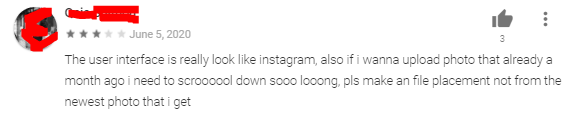 June 5, 2020
3
The user interface is really look like instagram, also if i wanna upload photo that already a
month ago i need to scroooool down sooo looong, pls make an file placement not from the
newest photo that i get